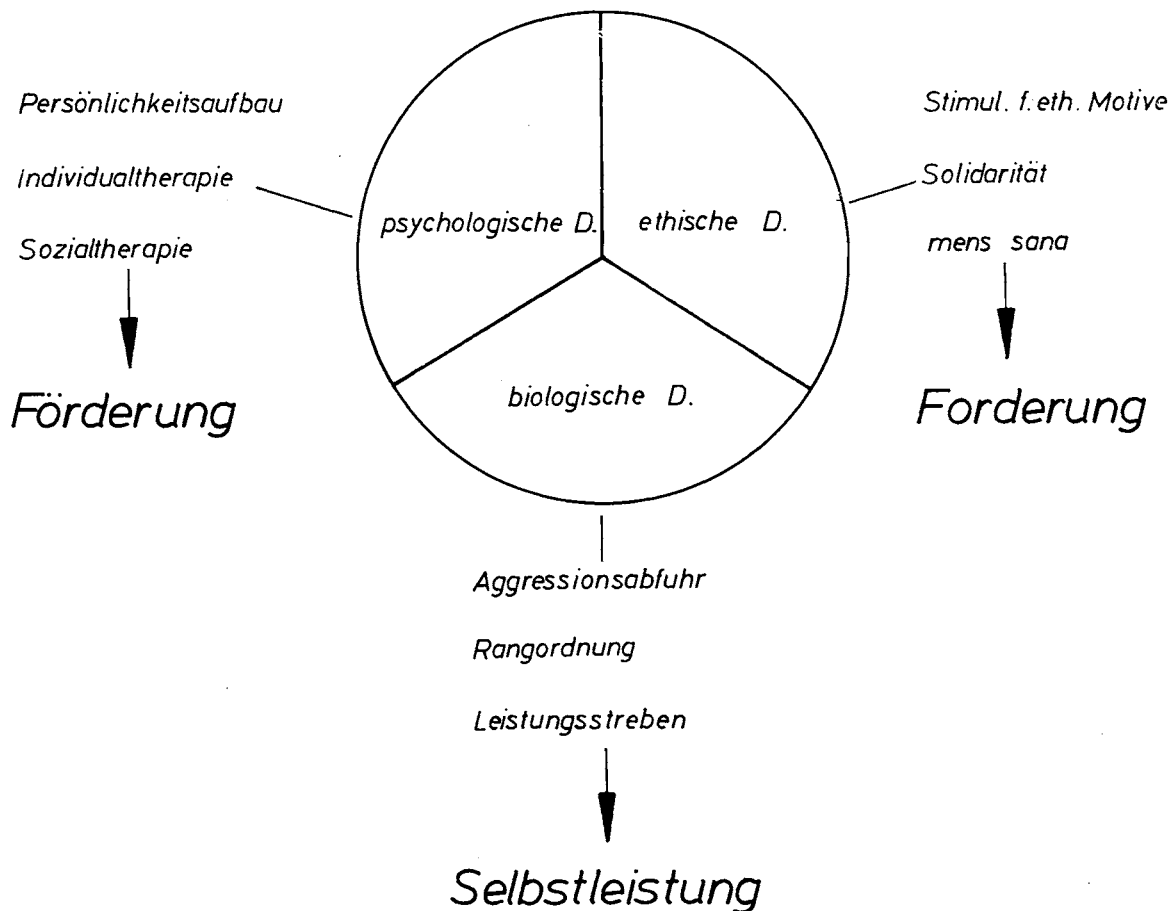 Persönlichkeitsaufbau
Individualtherapie
Sozialtherapie
Förderung
psychologische D.
ethische D.
biologische D.
Stimul. f. eth. Motive
Solidarität
mens sana
Forderung
Aggressionsabfuhr
Rangordnung
Leistungsstreben
Selbstleistung